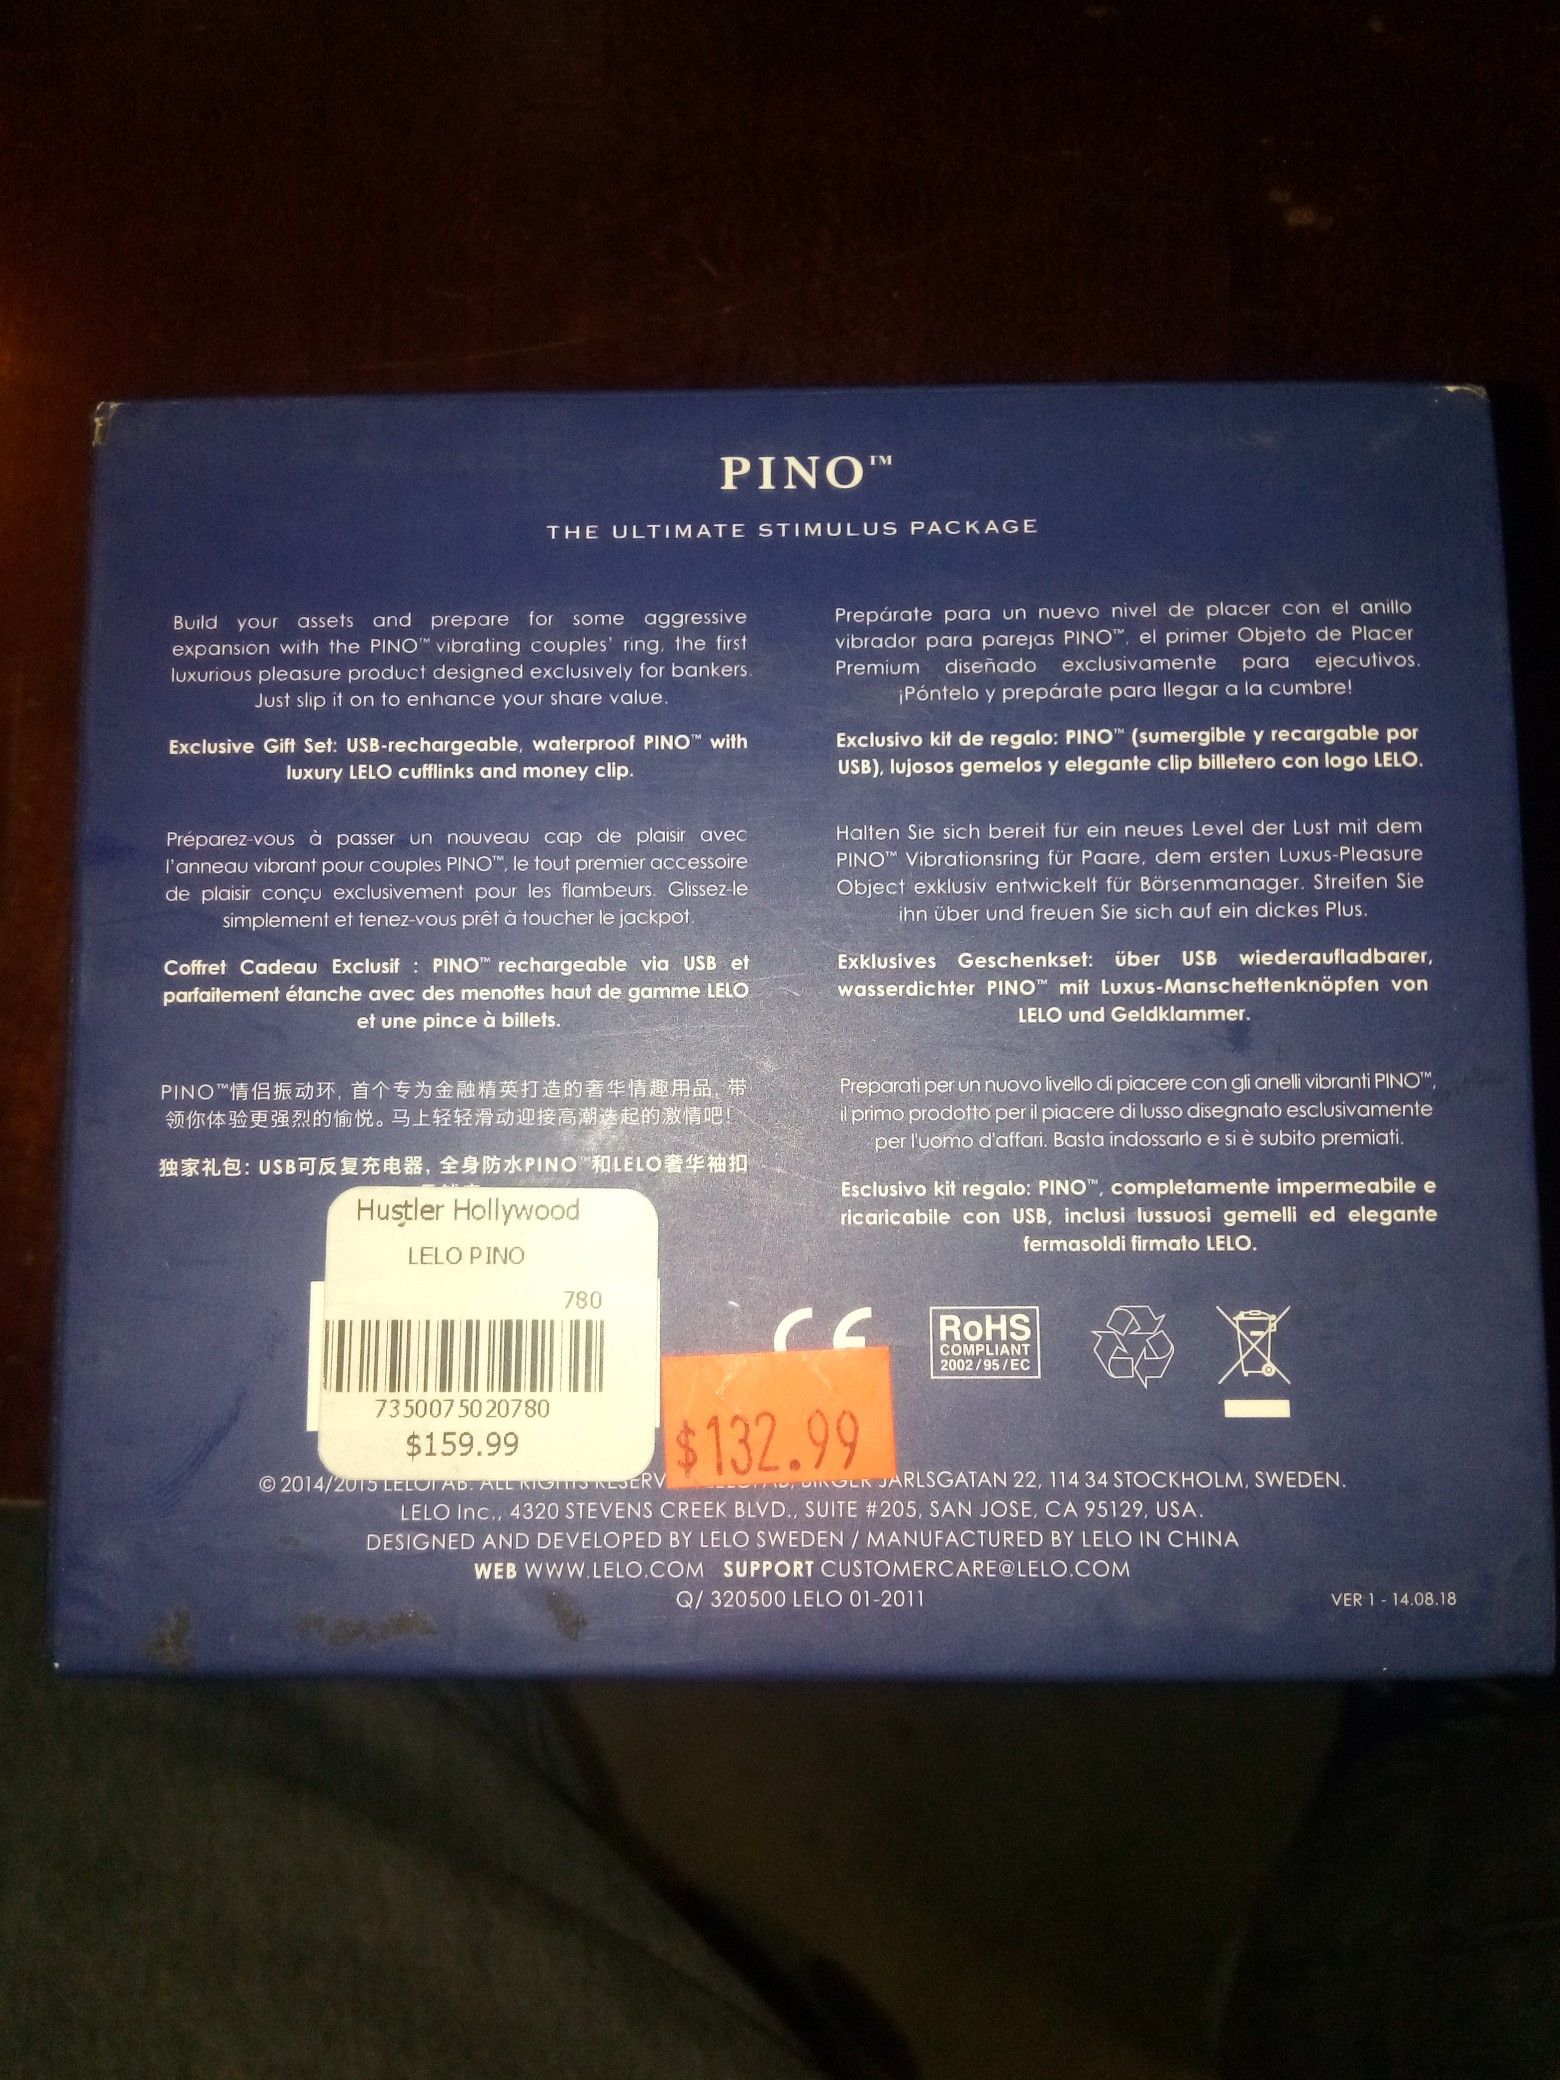 PINO™
THE ULTIMATE STIMULUS PACKAGE
Build your assets and prepare for some aggressive
expansion with the PINO™ vibrating couples' ring, the first
luxurious pleasure product designed exclusively for bankers.
Just slip it on to enhance your share value.
Exclusive Gift Set: USB-rechargeable, waterproof PINO™ with
luxury LELO cufflinks and money clip.
Préparez-vous à passer un nouveau cap de plaisir avec
l'anneau vibrant pour couples PINO™, le tout premier accessoire
de plaisir conçu exclusivement pour les flambeurs. Glissez-le
simplement et tenez-vous prêt à toucher le jackpot.
Coffret Cadeau Exclusif : PINO™ rechargeable via USB et
parfaitement étanche avec des menottes haut de gamme LELO
et une pince à billets.
PINO™情侣振动环, 首个专为金融精英打造的奢华情趣用品, 带
领你体验更强烈的愉悦。马上轻轻滑动迎接高潮迭起的激情吧!
独家礼包: USB可反复充电器, 全身防水PINO™和LELO奢华袖扣
Prepárate para un nuevo nivel de placer con el anillo
vibrador para parejas PINO™, el primer Objeto de Placer
Premium diseñado exclusivamente para ejecutivos.
¡Póntelo y prepárate para llegar a la cumbre!
Exclusivo kit de regalo: PINO™ (sumergible y recargable por
USB), lujosos gemelos y elegante clip billetero con logo LELO.
Halten Sie sich bereit für ein neues Level der Lust mit dem
PINO™ Vibrationsring für Paare, dem ersten Luxus-Pleasure
Object exklusiv entwickelt für Börsenmanager. Streifen Sie
ihn über und freuen Sie sich auf ein dickes Plus.
Exklusives Geschenkset: über USB wiederaufladbarer,
wasserdichter PINO™ mit Luxus-Manschettenknöpfen von
LELO und Geldklammer.
Preparati per un nuovo livello di piacere con gli anelli vibranti PINO™,
il primo prodotto per il piacere di lusso disegnato esclusivamente
per l'uomo d'affari. Basta indossarlo e si è subito premiati.
Esclusivo kit regalo: PINO™, completamente impermeabile e
ricaricabile con USB, inclusi lussuosi gemelli ed elegante
fermasoldi firmato LELO.
Hustler Hollywood
LELO PINO
780
7350075020780
$159.99
$132.99
CE
RoHS
COMPLIANT
2002/95/EC
© 2014/2015 LELOI AB. ALL RIGHTS RESERV JARLSGATAN 22, 114 34 STOCKHOLM, SWEDEN.
LELO Inc., 4320 STEVENS CREEK BLVD., SUITE #205, SAN JOSE, CA 95129, USA.
DESIGNED AND DEVELOPED BY LELO SWEDEN / MANUFACTURED BY LELO IN CHINA
WEB WWW.LELO.COM SUPPORT CUSTOMERCARE@LELO.COM
Q/ 320500 LELO 01-2011
VER 1 - 14.08.18